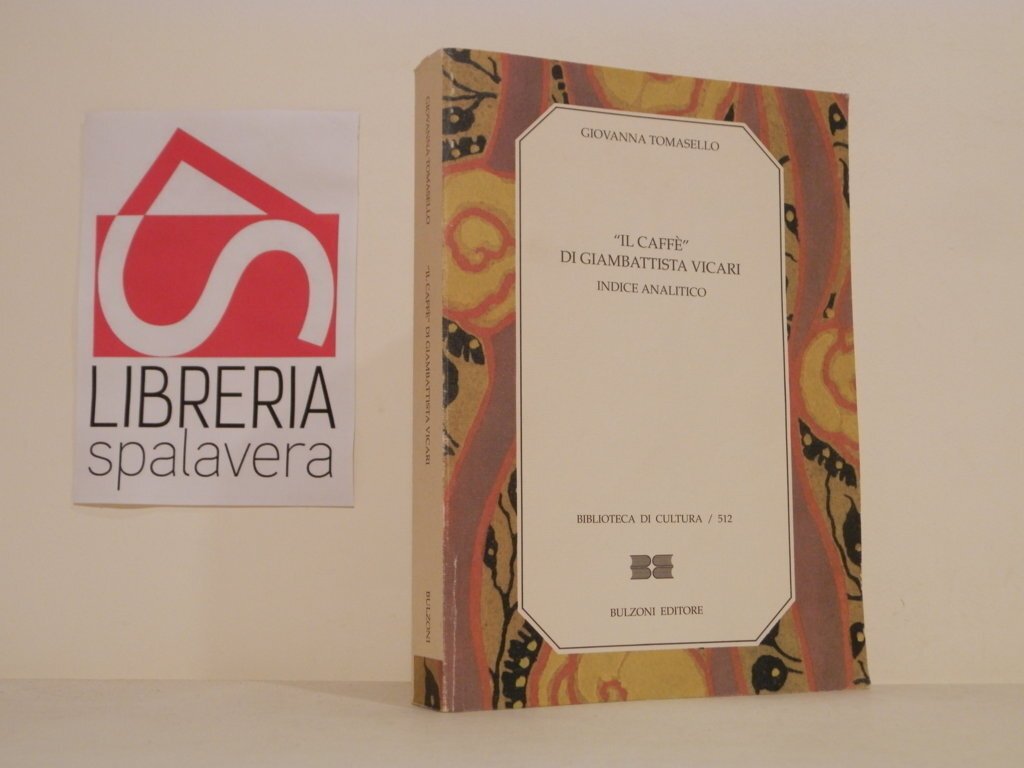 LIBRERIA
spalavera
GIOVANNA TOMASELLO
"IL CAFFÈ" DI GIAMBATTISTA VICARI
BULZONI
GIOVANNA TOMASELLO
"IL CAFFÈ"
DI GIAMBATTISTA VICARI
INDICE ANALITICO
BIBLIOTECA DI CULTURA / 512
BULZONI EDITORE